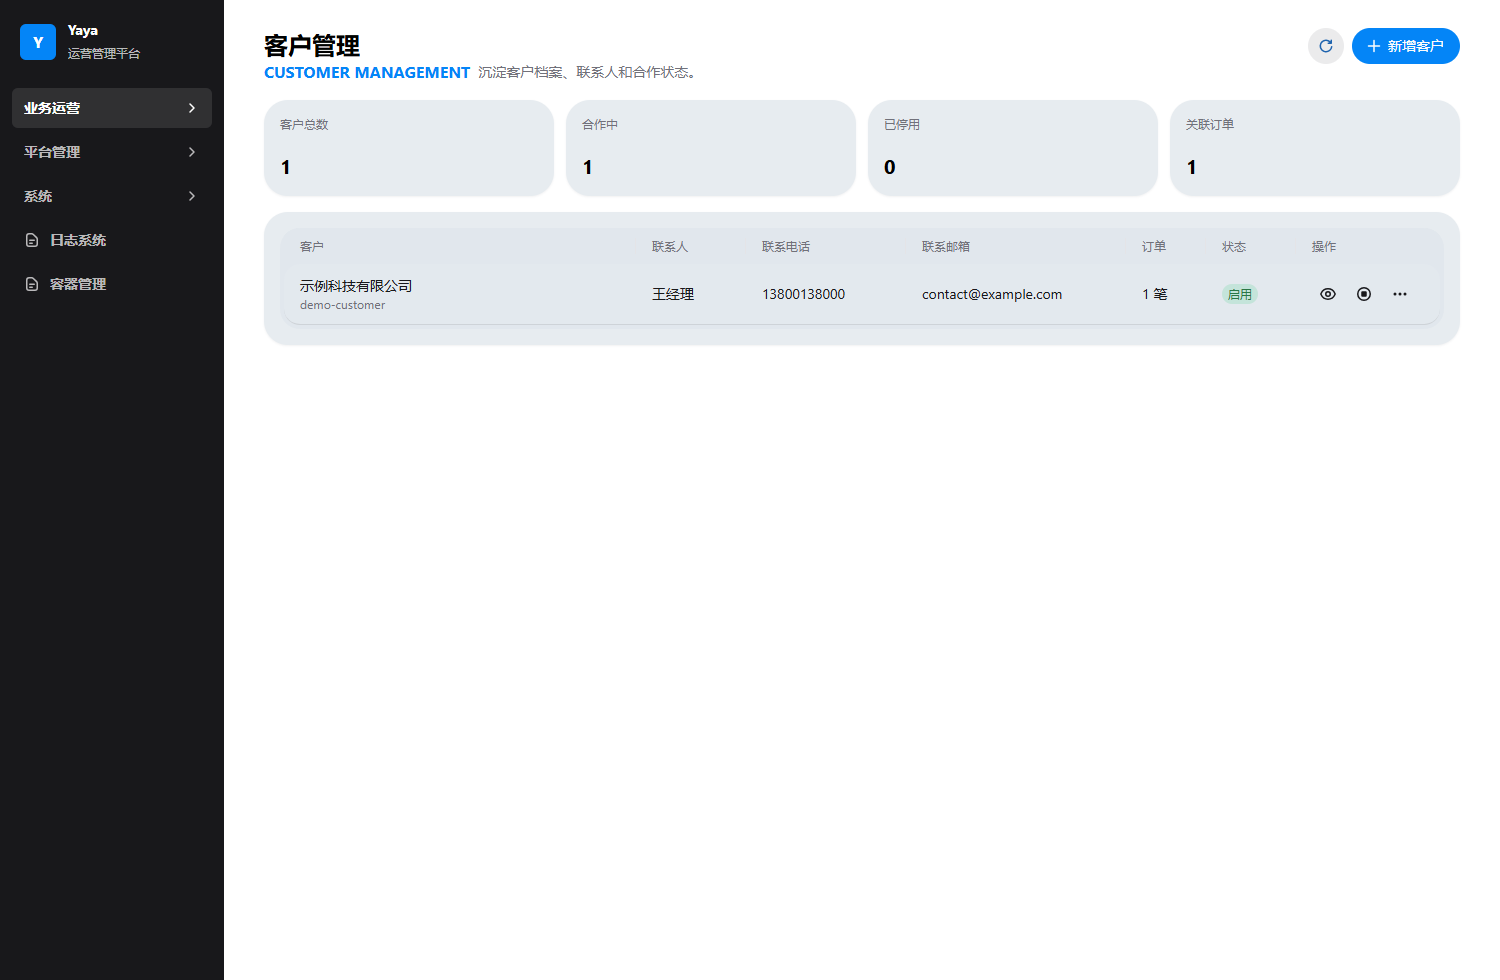 Y
Yaya
运营管理平台
业务运营
平台管理
系统
日志系统
容器管理
客户管理
CUSTOMER MANAGEMENT 沉淀客户档案、联系人和合作状态。
新增客户
客户总数
1
合作中
1
已停用
0
关联订单
1
客户 联系人 联系电话 联系邮箱 订单 状态 操作
示例科技有限公司
demo-customer
王经理 13800138000 contact@example.com 1 笔 启用